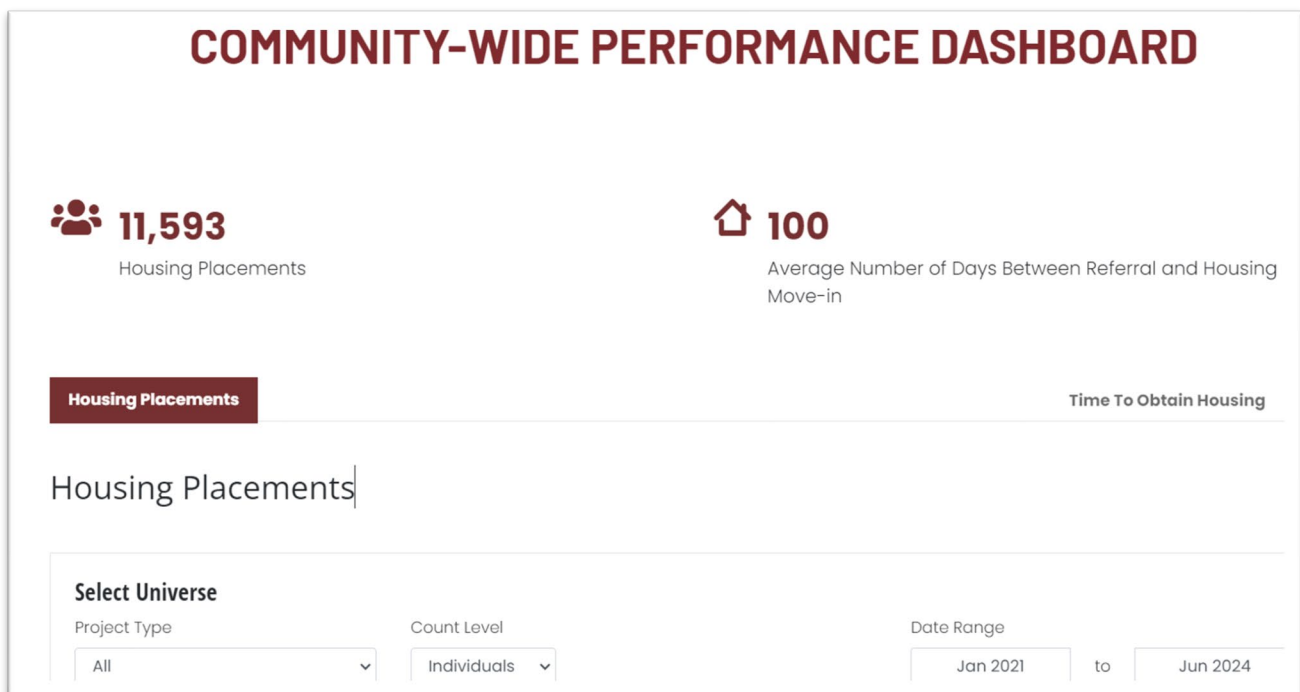 COMMUNITY-WIDE PERFORMANCE DASHBOARD
11,593
Housing Placements
100
Average Number of Days Between Referral and Housing
Move-in
Housing Placements
Time To Obtain Housing
Housing Placements
Select Universe
Project Type
Count Level
Date Range
All
Individuals
Jan 2021
to
Jun 2024